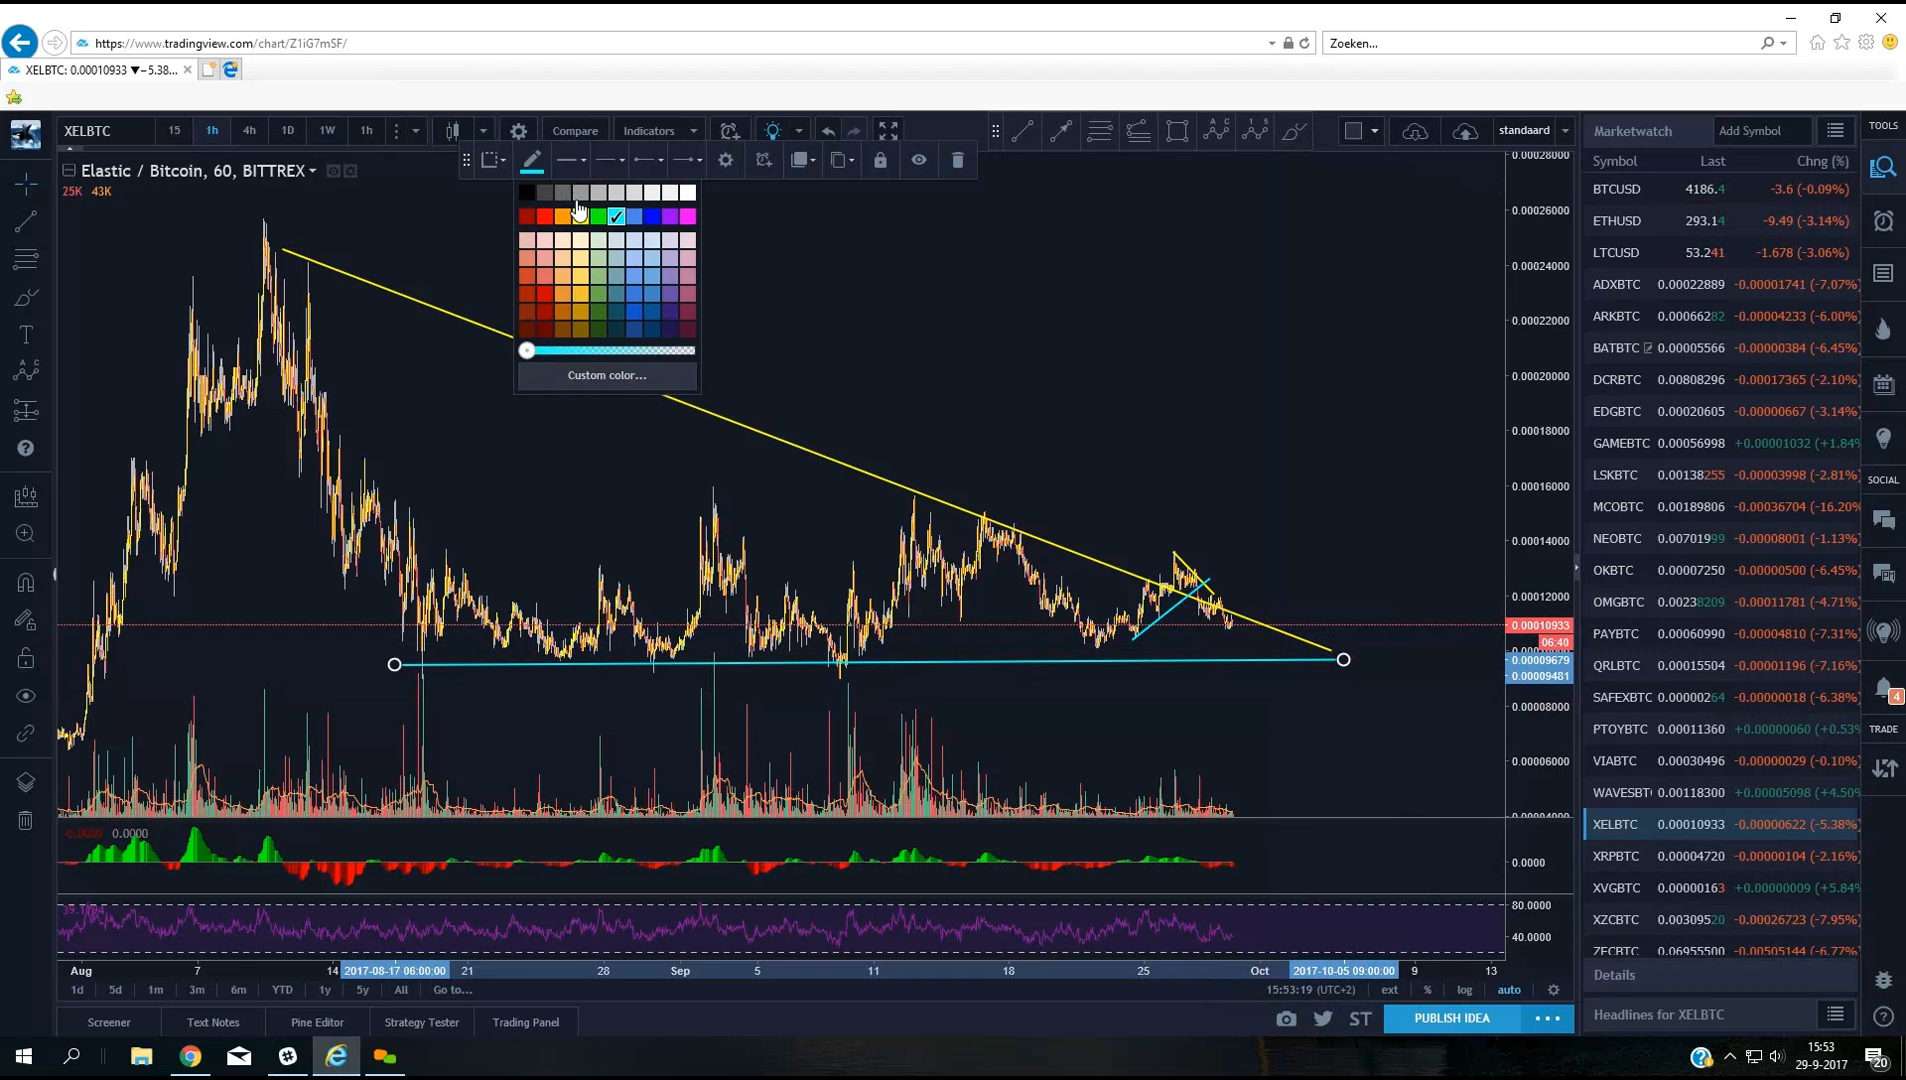 https://www.tradingview.com/chart/Z1iG7mSF/
Zoeken...
XELBTC: 0.00010933 ▼−5.38...
XELBTC
15
1h
4h
1D
1W
1h
Compare
Indicators
standaard
Marketwatch
Add Symbol
TOOLS
Elastic / Bitcoin, 60, BITTREX
25K 43K
Custom color...
0.00028000
0.00026000
0.00024000
0.00022000
0.00020000
0.00018000
0.00016000
0.00014000
0.00012000
0.00010933
06:40
0.00009679
0.00009481
0.00008000
0.00006000
0.0000
0.0000
80.0000
40.0000
Symbol Last Chng (%)
BTCUSD 4186.4 -3.6 (-0.09%)
ETHUSD 293.14 -9.49 (-3.14%)
LTCUSD 53.241 -1.678 (-3.06%)
ADXBTC 0.00022889 -0.00001741 (-7.07%)
ARKBTC 0.00066282 -0.00004233 (-6.00%)
BATBTC 0.00005566 -0.00000384 (-6.45%)
DCRBTC 0.00808296 -0.00017365 (-2.10%)
EDGBTC 0.00020605 -0.00000667 (-3.14%)
GAMEBTC 0.00056998 +0.00001032 (+1.84%
LSKBTC 0.00138255 -0.00003998 (-2.81%)
MCOBTC 0.00189806 -0.00036704 (-16.20%
NEOBTC 0.00701999 -0.00008001 (-1.13%)
OKBTC 0.00007250 -0.00000500 (-6.45%)
OMGBTC 0.00238209 -0.00011781 (-4.71%)
PAYBTC 0.00060990 -0.00004810 (-7.31%)
QRLBTC 0.00015504 -0.00001196 (-7.16%)
SAFEXBTC 0.00000264 -0.00000018 (-6.38%)
PTOYBTC 0.00011360 +0.00000060 (+0.53%
VIABTC 0.00030496 -0.00000029 (-0.10%)
WAVESBT 0.00118300 +0.00005098 (+4.50%
XELBTC 0.00010933 -0.00000622 (-5.38%)
XRPBTC 0.00004720 -0.00000104 (-2.16%)
XVGBTC 0.00000163 +0.00000009 (+5.84%
XZCBTC 0.00309520 -0.00026723 (-7.95%)
ZECBTC 0.06955500 -0.00505144 (-6.77%)
SOCIAL
4
TRADE
Details
Headlines for XELBTC
Aug 7 14 2017-08-17 06:00:00 21 28 Sep 5 11 18 25 Oct 2017-10-05 09:00:00 9 13
1d 5d 1m 3m 6m YTD 1y 5y All Go to... 15:53:19 (UTC+2) ext % log auto
Screener Text Notes Pine Editor Strategy Tester Trading Panel ST PUBLISH IDEA
15:53
29-9-2017
20